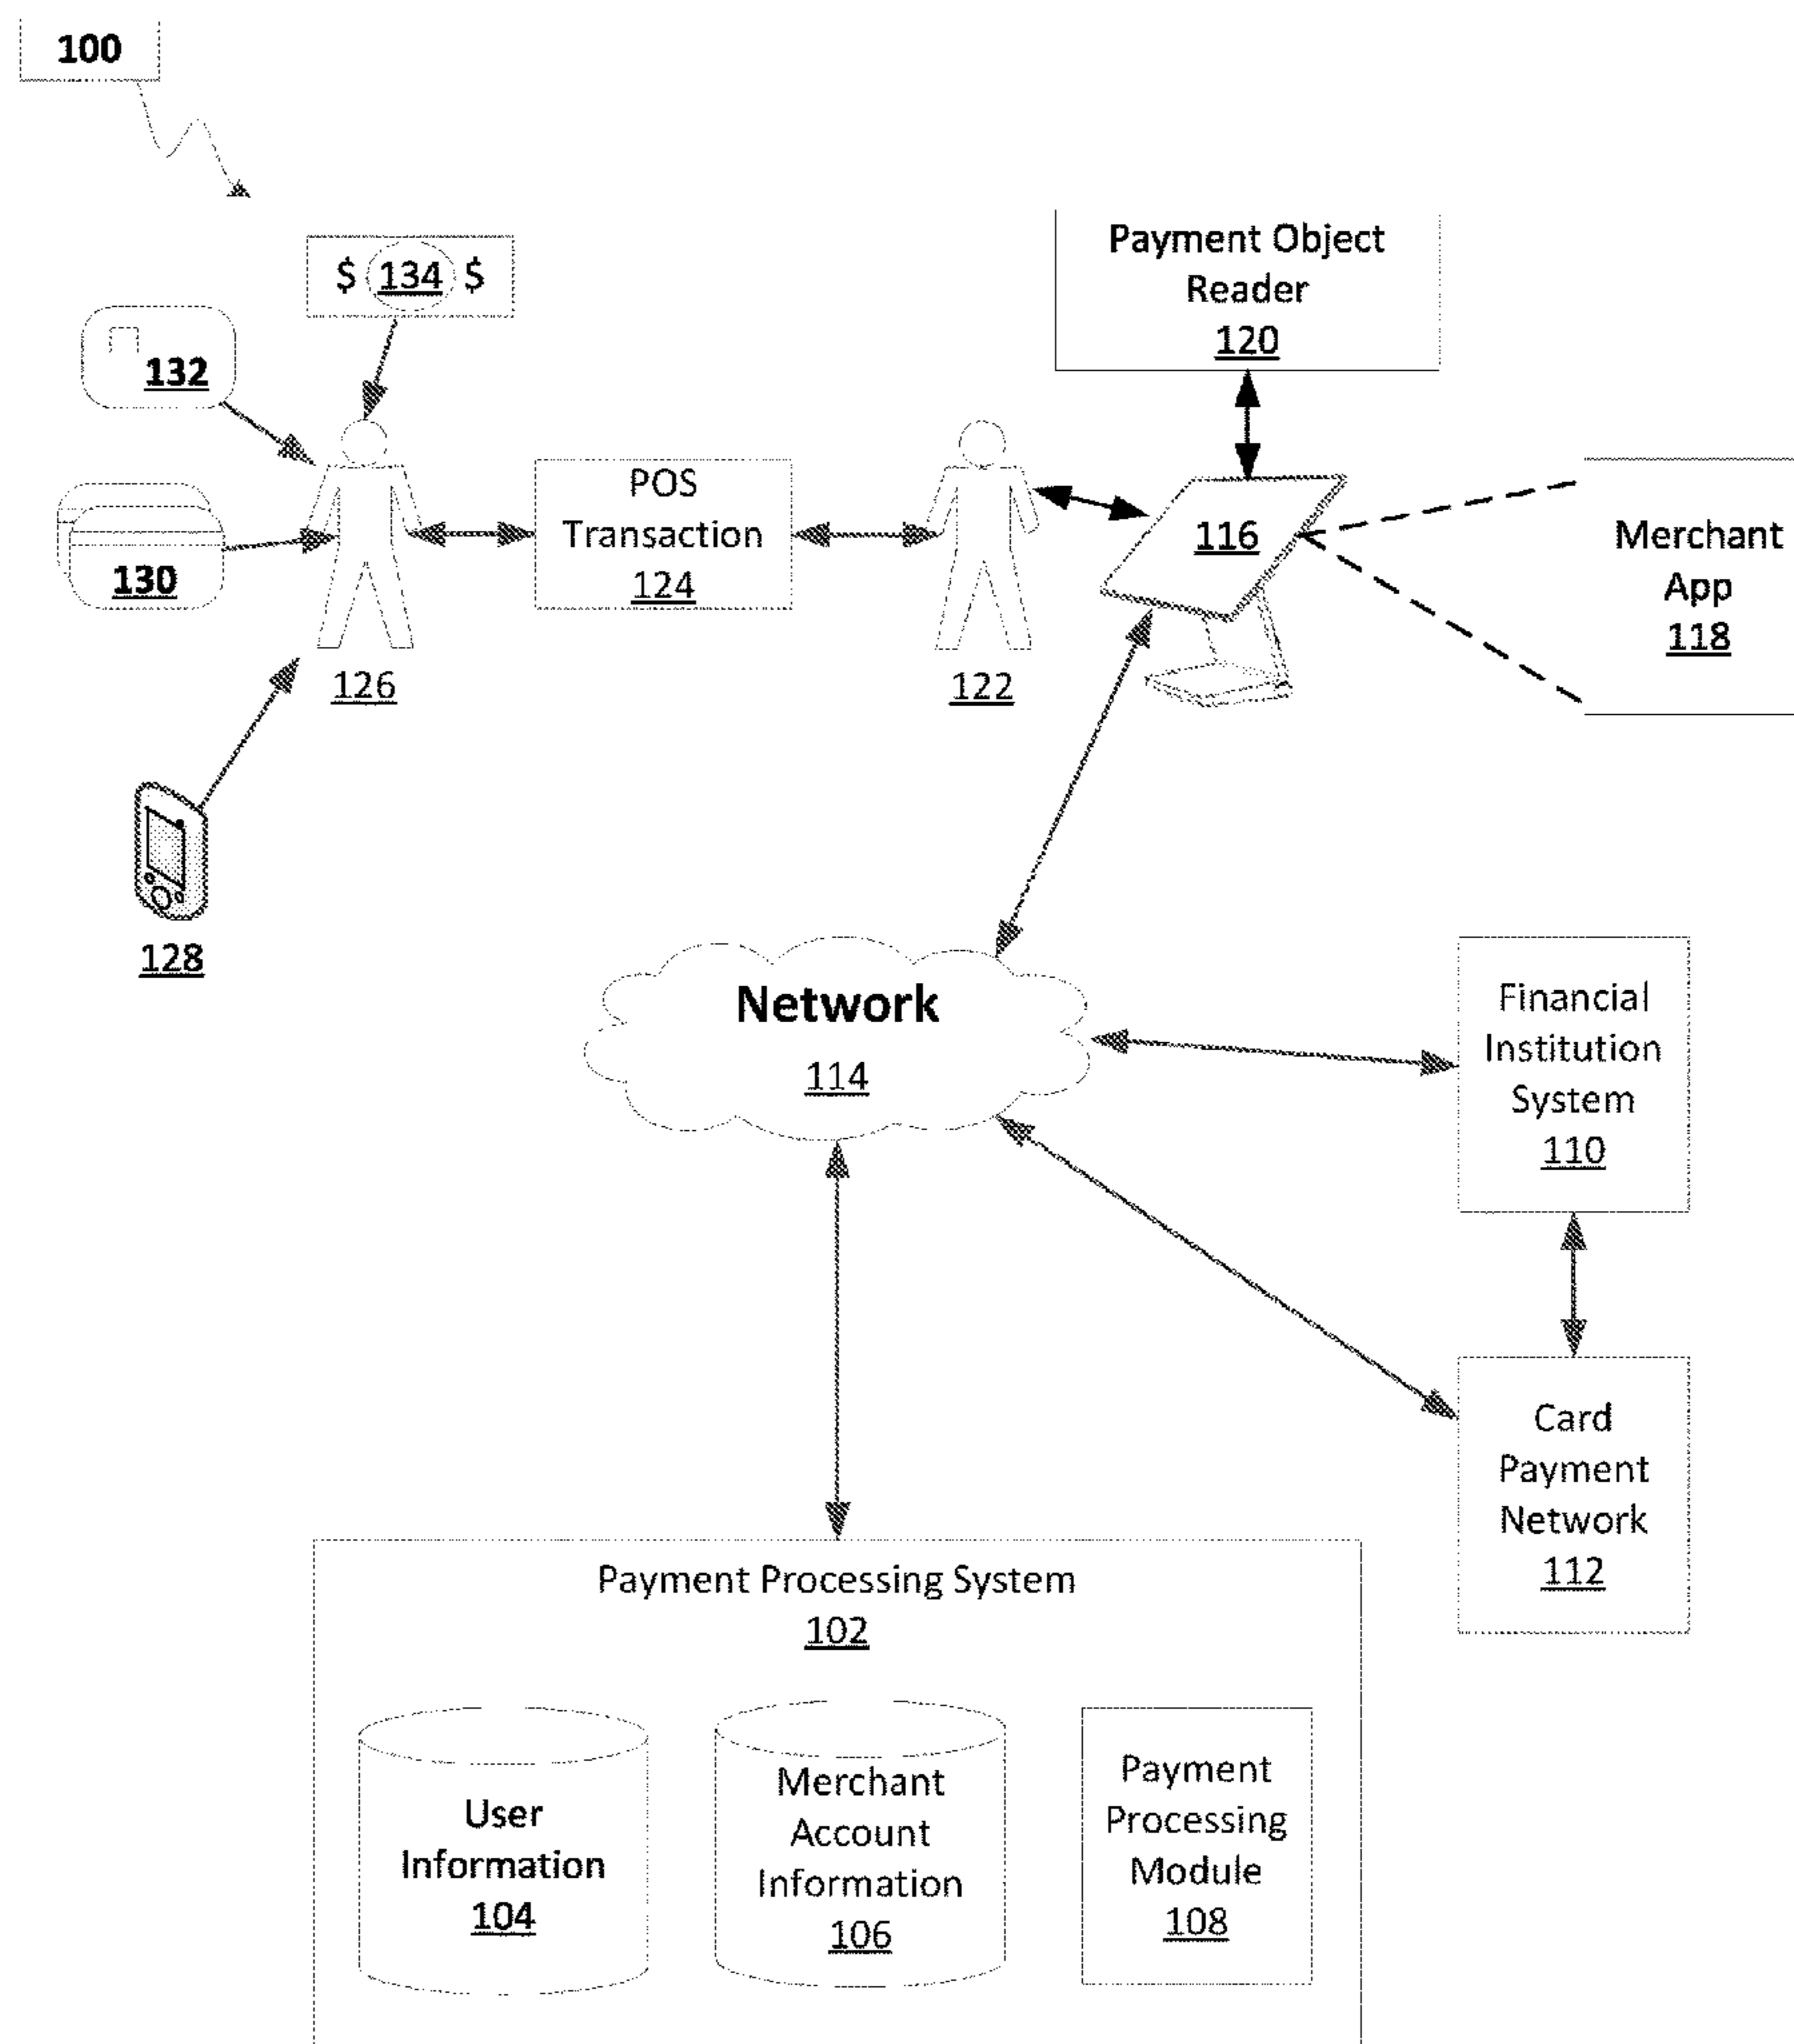 100
$ 134 $
Payment Object
Reader
120
132
130
POS
Transaction
124
116
Merchant
App
118
126
122
128
Network
114
Financial
Institution
System
110
Card
Payment
Network
112
Payment Processing System
102
User
Information
104
Merchant
Account
Information
106
Payment
Processing
Module
108